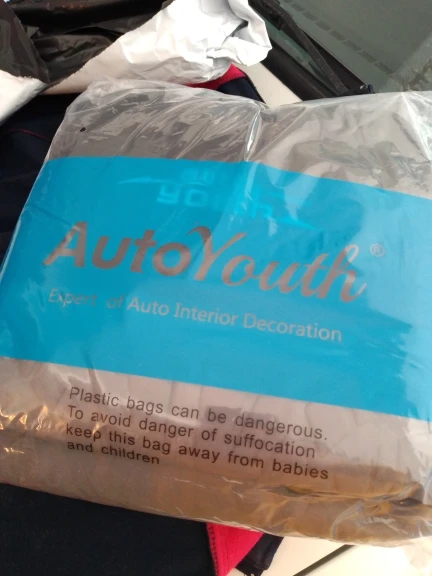 AutoYouth®
Expert of Auto Interior Decoration
Plastic bags can be dangerous.
To avoid danger of suffocation
keep this bag away from babies
and children